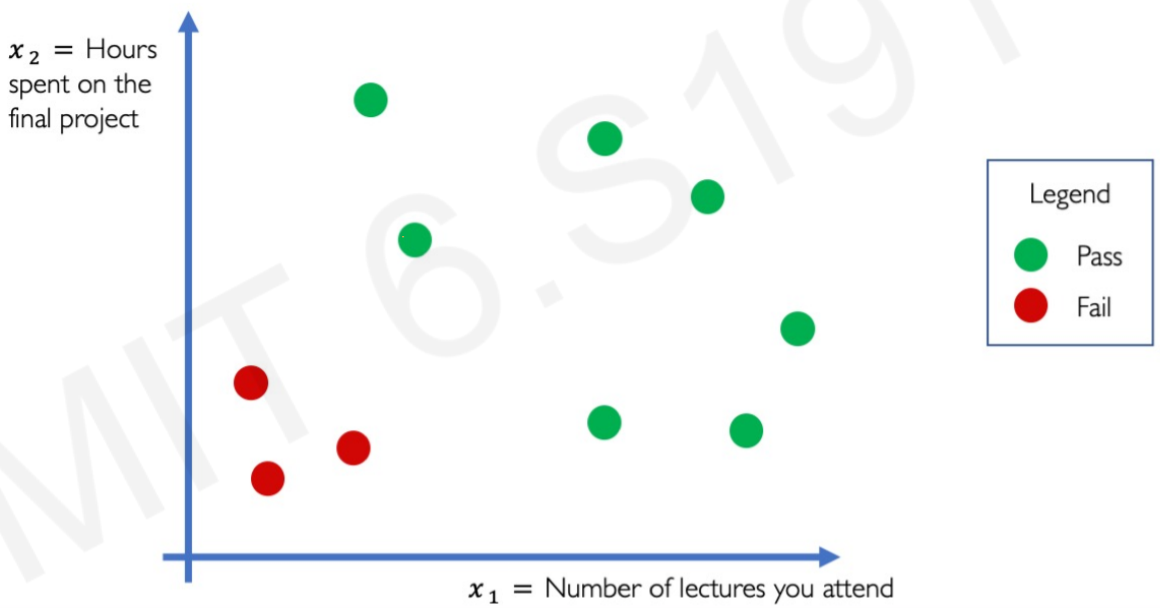 x₂ = Hours
spent on the
final project
MIT 6.S191
Legend
Pass
Fail
x₁ = Number of lectures you attend